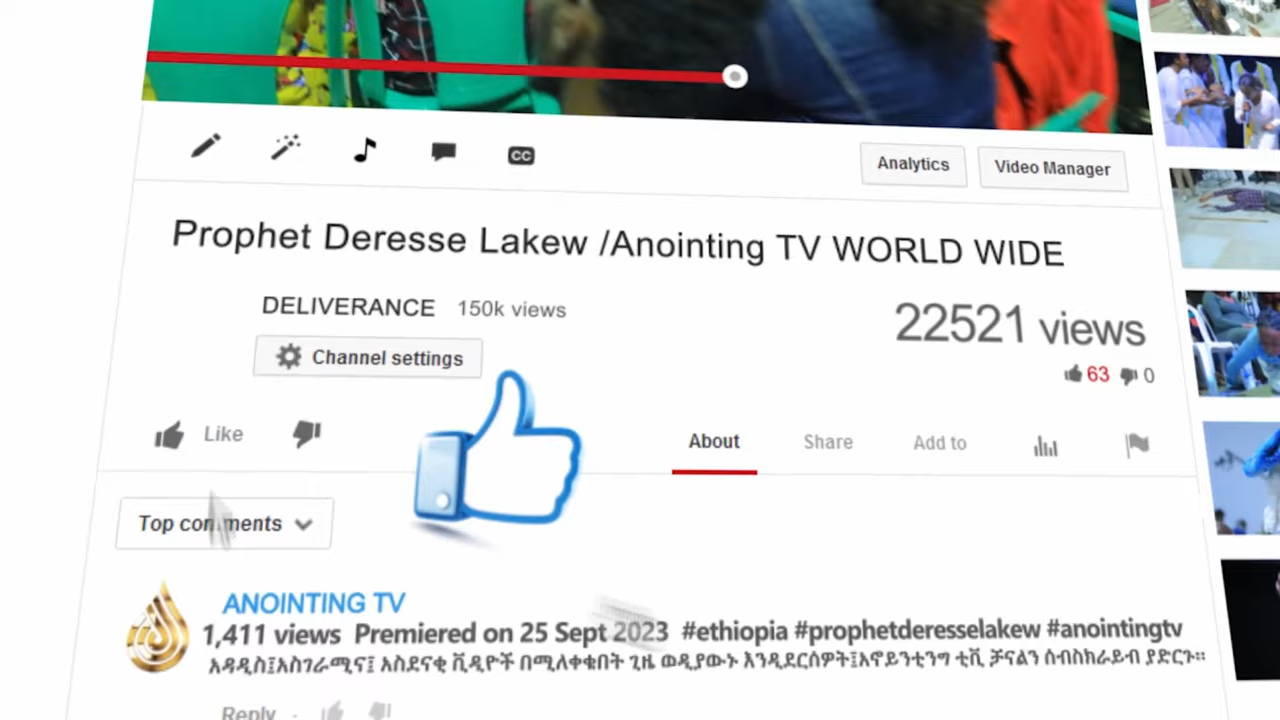 CC
Analytics
Video Manager
Prophet Deresse Lakew /Anointing TV WORLD WIDE
DELIVERANCE 150k views
22521 views
Channel settings
63 0
Like
About Share Add to
Top comments
ANOINTING TV
1,411 views Premiered on 25 Sept 2023 #ethiopia #prophetderesselakew #anointingtv
አዳዲስ፤አስገራሚና፤ አስደናቂ ቪዲዮች በሚለቀቁበት ጊዜ ወዲያውኑ እንዲደርሰዎት፤አኖይንቲንግ ቲቪ ቻናልን ሰብስክራይብ ያድርጉ፡፡
Reply